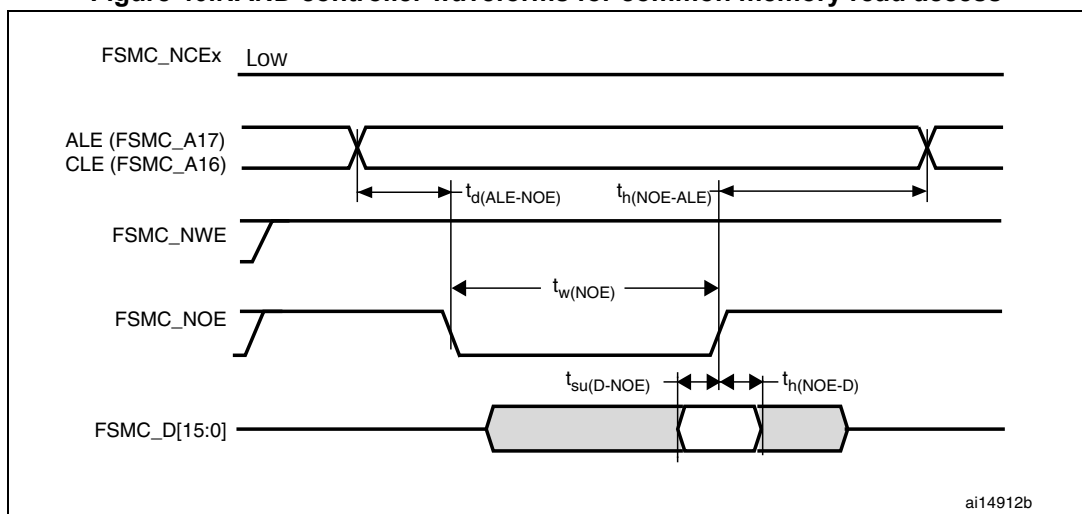 FSMC_NCEx Low
ALE (FSMC_A17)
CLE (FSMC_A16)
td(ALE-NOE) th(NOE-ALE)
FSMC_NWE
tw(NOE)
FSMC_NOE
tsu(D-NOE) th(NOE-D)
FSMC_D[15:0]
ai14912b